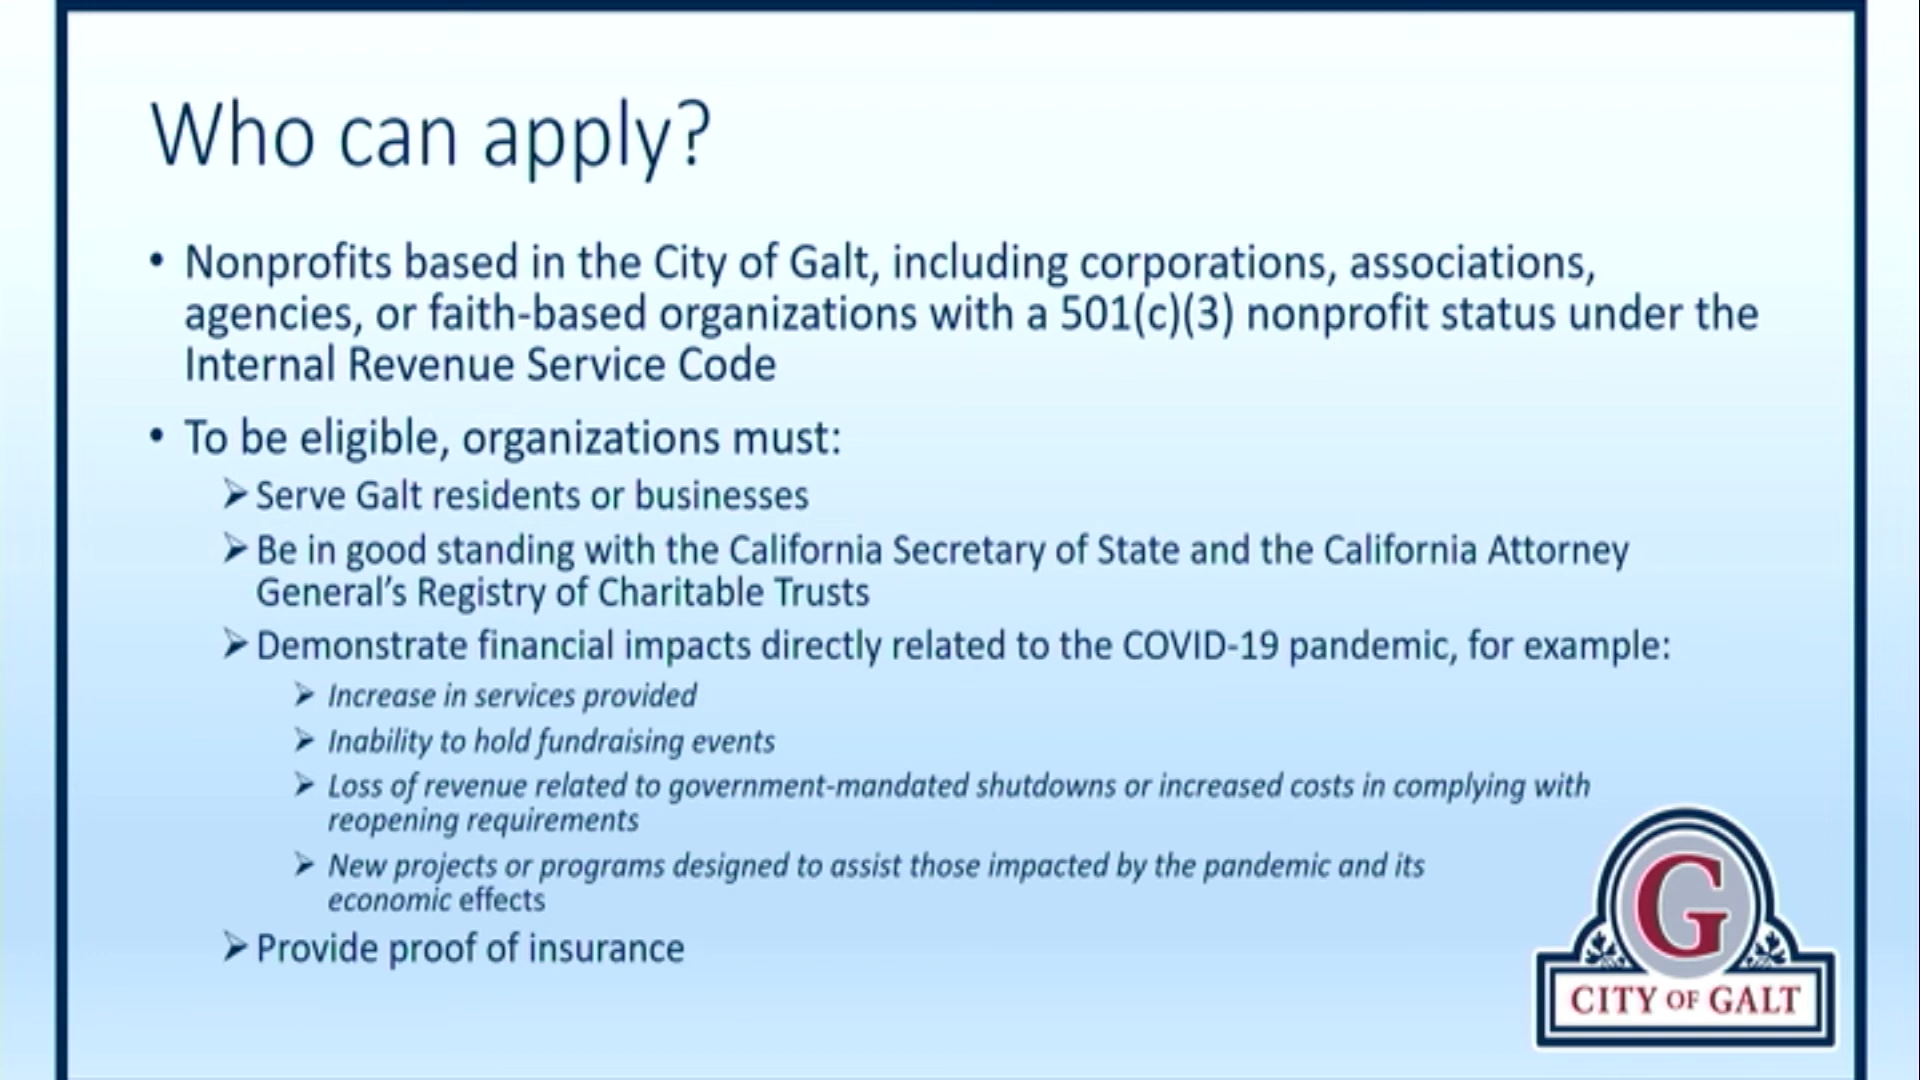 Who can apply?
• Nonprofits based in the City of Galt, including corporations, associations,
agencies, or faith-based organizations with a 501(c)(3) nonprofit status under the
Internal Revenue Service Code
• To be eligible, organizations must:
➢ Serve Galt residents or businesses
➢ Be in good standing with the California Secretary of State and the California Attorney
General’s Registry of Charitable Trusts
➢ Demonstrate financial impacts directly related to the COVID-19 pandemic, for example:
➢ Increase in services provided
➢ Inability to hold fundraising events
➢ Loss of revenue related to government-mandated shutdowns or increased costs in complying with
reopening requirements
➢ New projects or programs designed to assist those impacted by the pandemic and its
economic effects
➢ Provide proof of insurance
G
CITY OF GALT